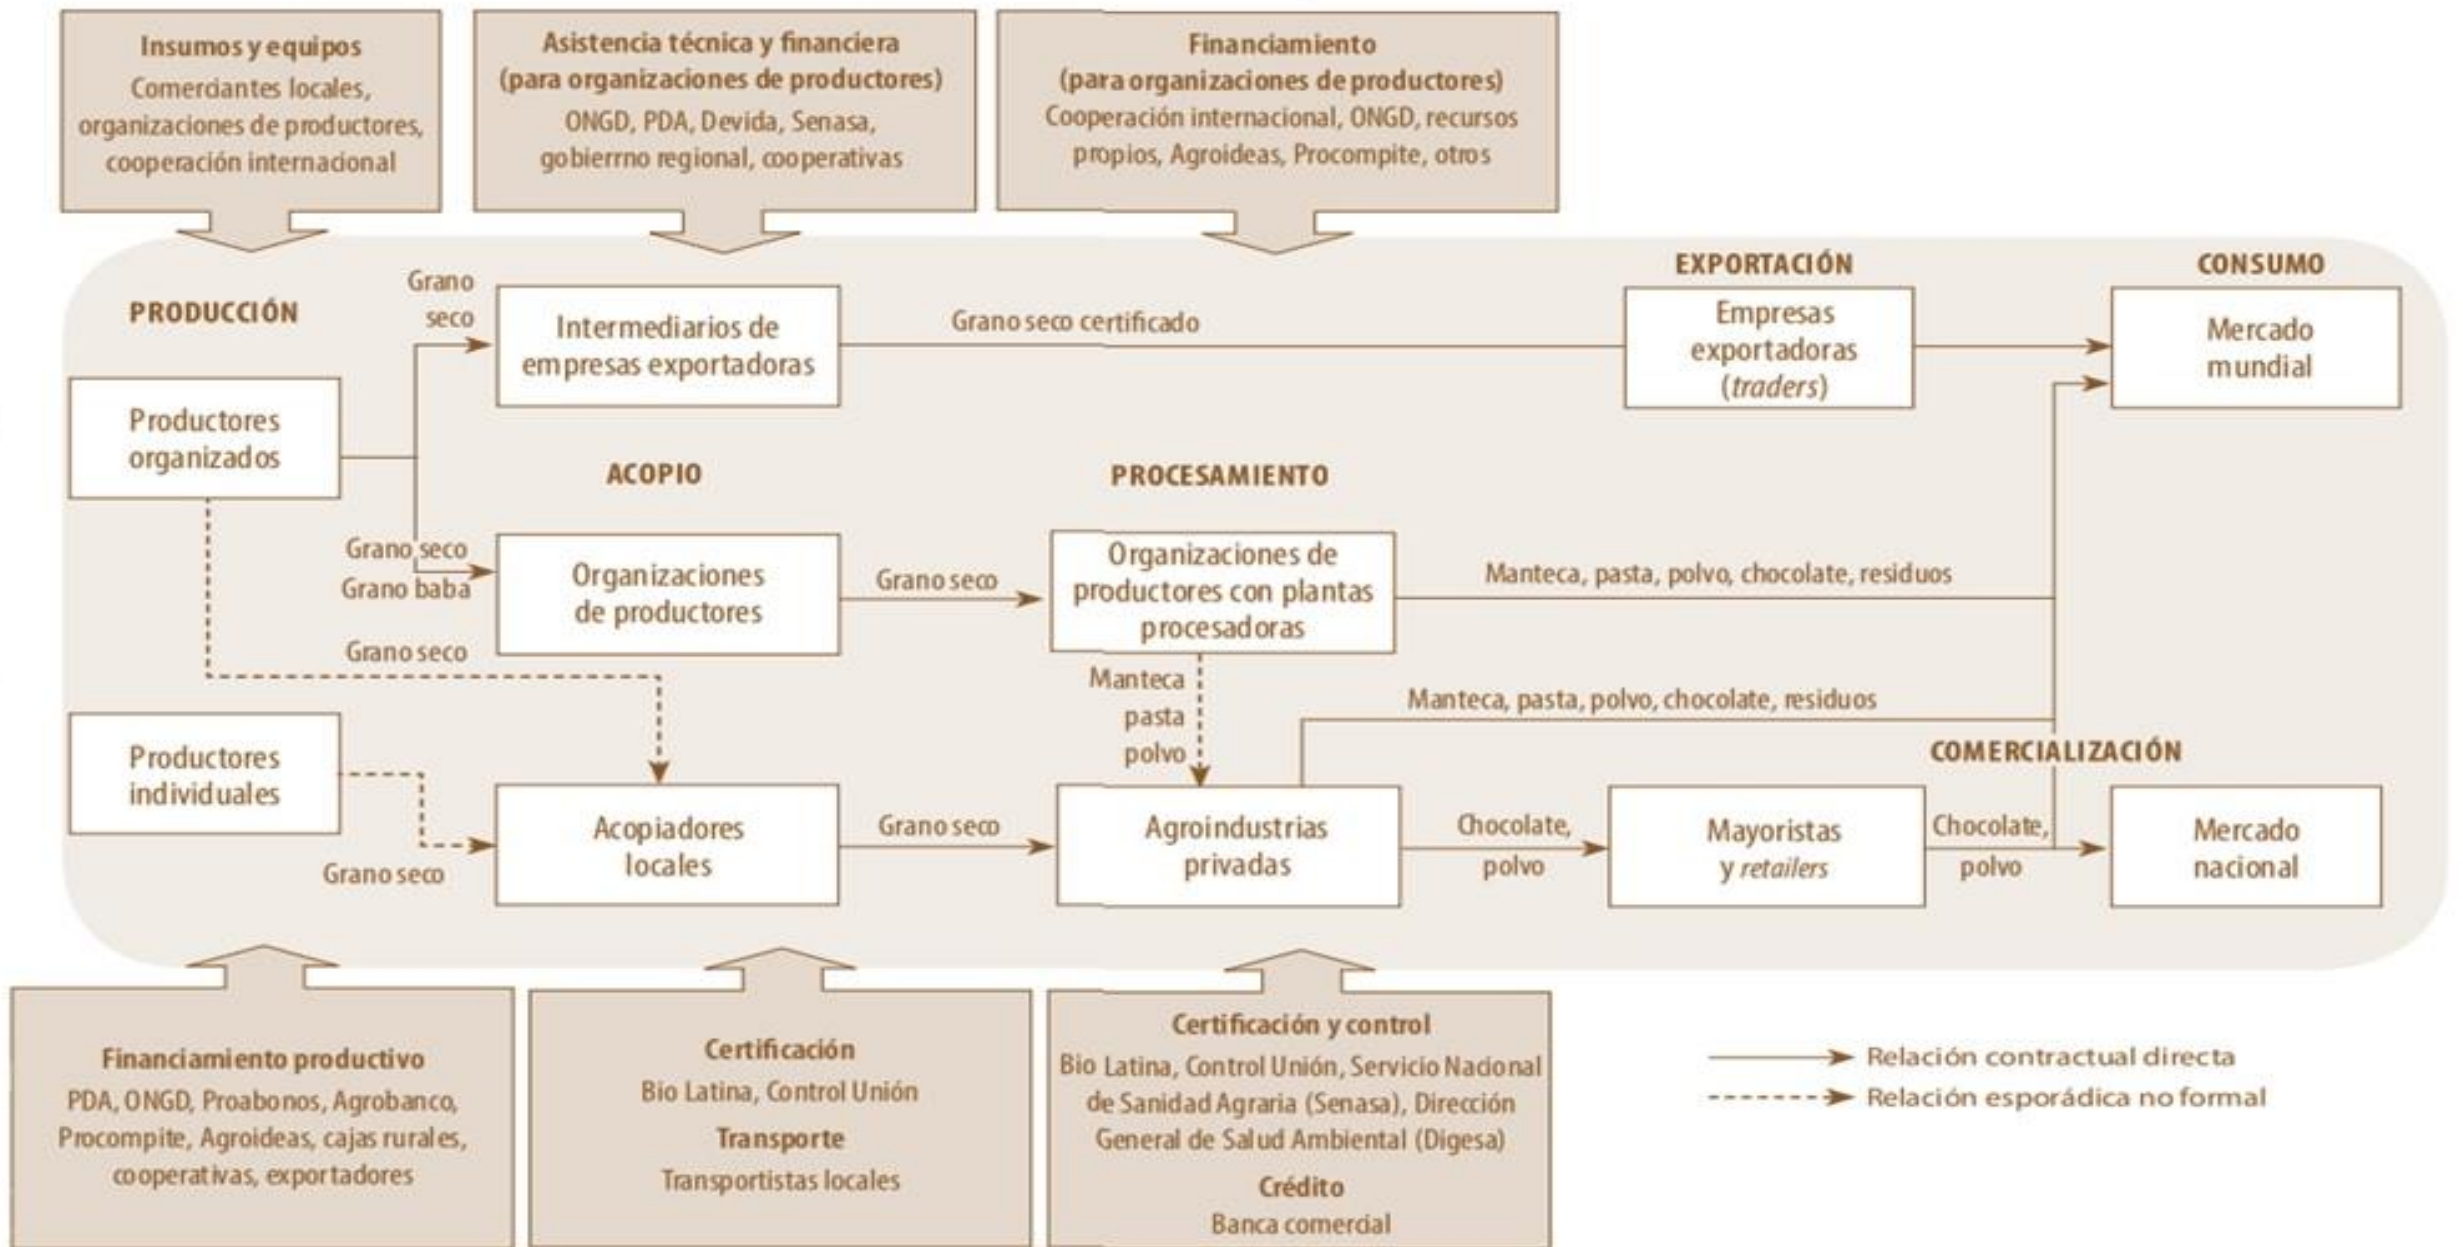 Insumos y equipos
Comerciantes locales,
organizaciones de productores,
cooperación internacional
Asistencia técnica y financiera
(para organizaciones de productores)
ONGD, PDA, Devida, Senasa,
gobierrno regional, cooperativas
Financiamiento
(para organizaciones de productores)
Cooperación internacional, ONGD, recursos
propios, Agroideas, Procompite, otros
PRODUCCIÓN
Grano
seco
Intermediarios de
empresas exportadoras
Grano seco certificado
EXPORTACIÓN
Empresas
exportadoras
(traders)
CONSUMO
Mercado
mundial
Productores
organizados
ACOPIO
PROCESAMIENTO
Grano seco
Grano baba
Organizaciones
de productores
Grano seco
Organizaciones de
productores con plantas
procesadoras
Manteca, pasta, polvo, chocolate, residuos
Grano seco
Manteca
pasta
polvo
Manteca, pasta, polvo, chocolate, residuos
COMERCIALIZACIÓN
Productores
individuales
Grano seco
Acopiadores
locales
Grano seco
Agroindustrias
privadas
Chocolate,
polvo
Mayoristas
y retailers
Chocolate,
polvo
Mercado
nacional
Financiamiento productivo
PDA, ONGD, Proabonos, Agrobanco,
Procompite, Agroideas, cajas rurales,
cooperativas, exportadores
Certificación
Bio Latina, Control Unión
Transporte
Transportistas locales
Certificación y control
Bio Latina, Control Unión, Servicio Nacional
de Sanidad Agraria (Senasa), Dirección
General de Salud Ambiental (Digesa)
Crédito
Banca comercial
Relación contractual directa
Relación esporádica no formal